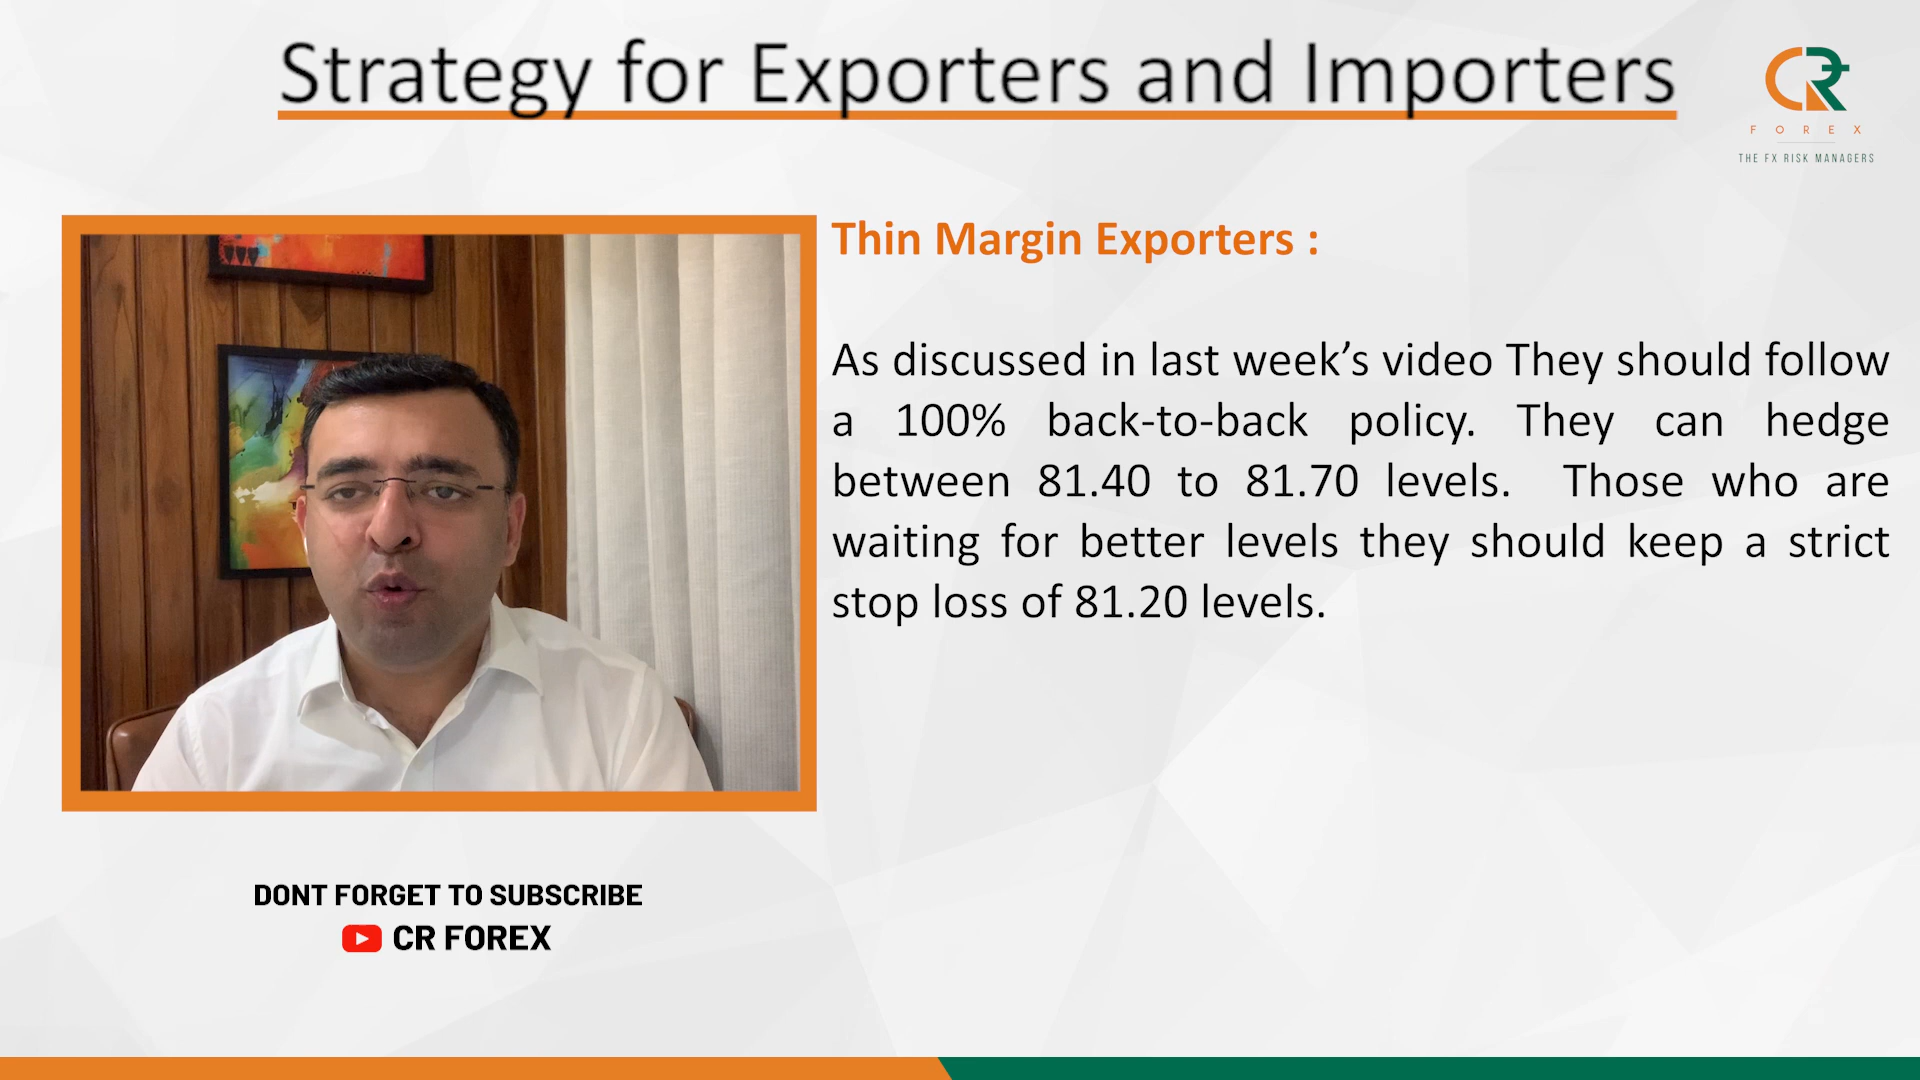 Strategy for Exporters and Importers
CR
FOREX
THE FX RISK MANAGERS
Thin Margin Exporters :
As discussed in last week’s video They should follow
a 100% back-to-back policy. They can hedge
between 81.40 to 81.70 levels. Those who are
waiting for better levels they should keep a strict
stop loss of 81.20 levels.
DONT FORGET TO SUBSCRIBE
CR FOREX